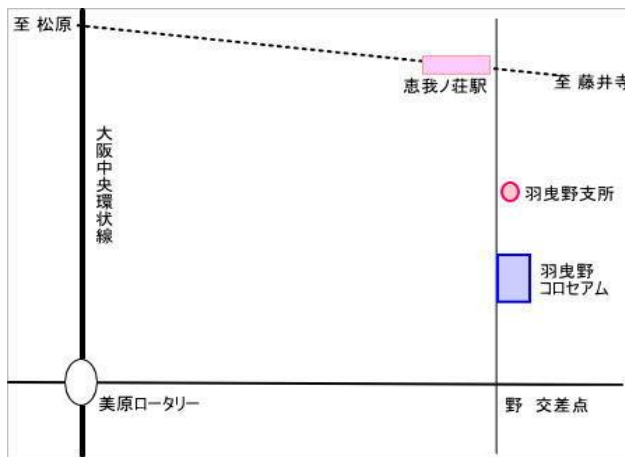 至 松原
恵我ノ荘駅
至 藤井寺
大阪中央環状線
羽曳野支所
羽曳野
コロセアム
美原ロータリー
野 交差点